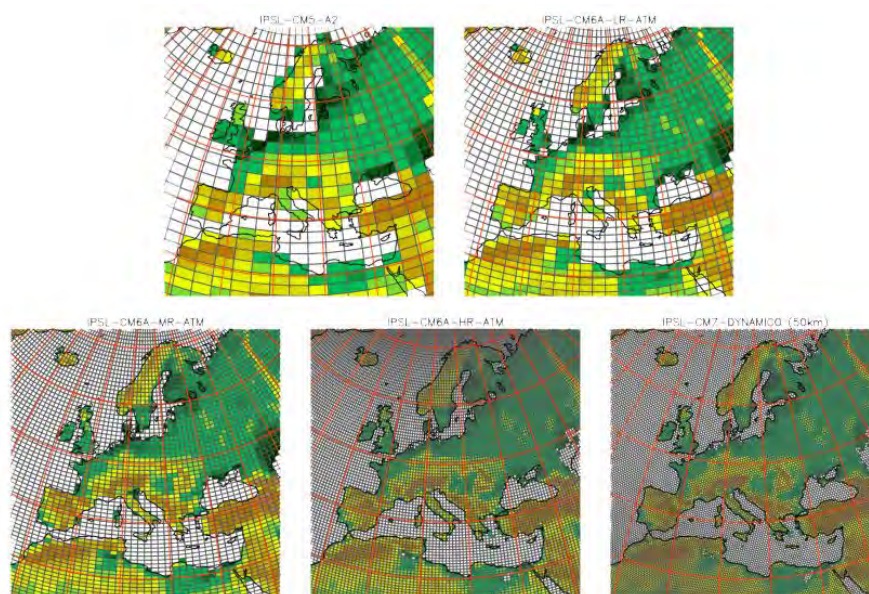 IPSL-CM5-A2
IPSL-CM6A-LR-ATM
IPSL-CM6A-MR-ATM
IPSL-CM6A-HR-ATM
IPSL-CM7-DYNAMICO (50km)